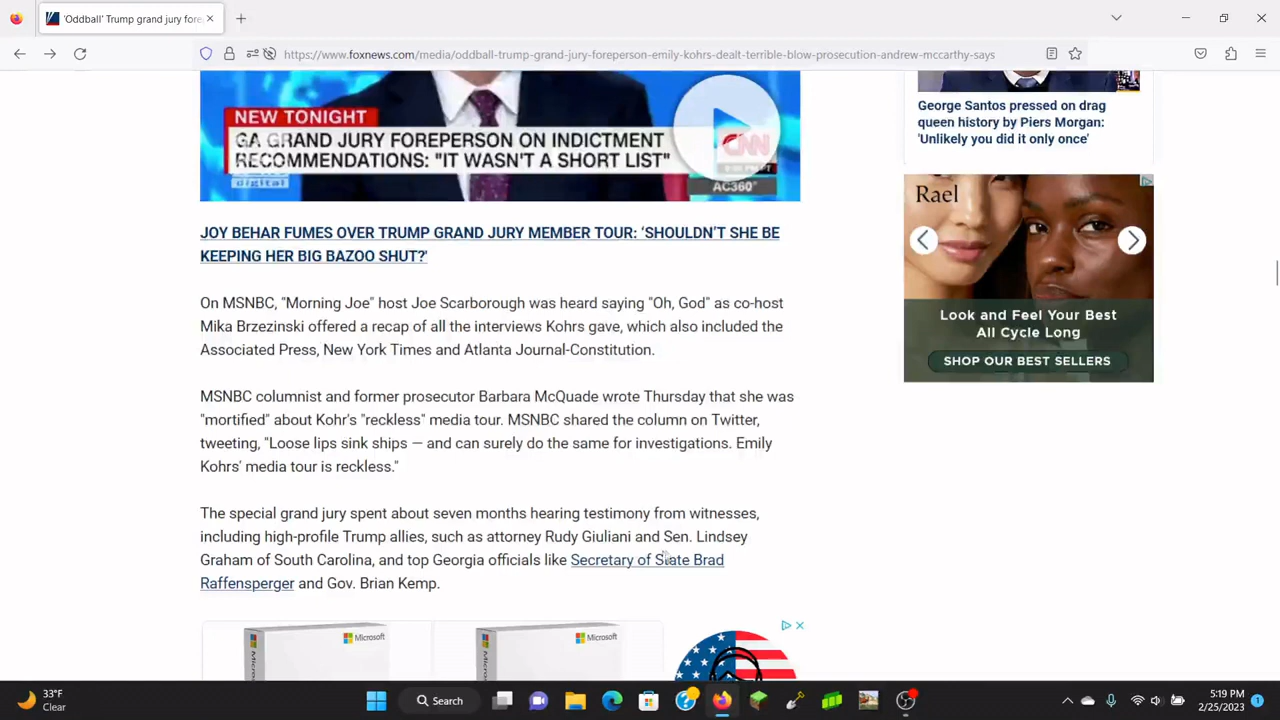 'Oddball' Trump grand jury fore
https://www.foxnews.com/media/oddball-trump-grand-jury-foreperson-emily-kohrs-dealt-terrible-blow-prosecution-andrew-mccarthy-says
NEW TONIGHT
GA GRAND JURY FOREPERSON ON INDICTMENT
RECOMMENDATIONS: "IT WASN'T A SHORT LIST"
digital
CNN
AC360°
George Santos pressed on drag
queen history by Piers Morgan:
'Unlikely you did it only once'
Rael
Look and Feel Your Best
All Cycle Long
SHOP OUR BEST SELLERS
JOY BEHAR FUMES OVER TRUMP GRAND JURY MEMBER TOUR: ‘SHOULDN’T SHE BE
KEEPING HER BIG BAZOO SHUT?’
On MSNBC, "Morning Joe" host Joe Scarborough was heard saying "Oh, God" as co-host
Mika Brzezinski offered a recap of all the interviews Kohrs gave, which also included the
Associated Press, New York Times and Atlanta Journal-Constitution.
MSNBC columnist and former prosecutor Barbara McQuade wrote Thursday that she was
"mortified" about Kohr's "reckless" media tour. MSNBC shared the column on Twitter,
tweeting, "Loose lips sink ships — and can surely do the same for investigations. Emily
Kohrs' media tour is reckless."
The special grand jury spent about seven months hearing testimony from witnesses,
including high-profile Trump allies, such as attorney Rudy Giuliani and Sen. Lindsey
Graham of South Carolina, and top Georgia officials like Secretary of State Brad
Raffensperger and Gov. Brian Kemp.
Microsoft
Microsoft
33°F
Clear
Search
5:19 PM
2/25/2023
1